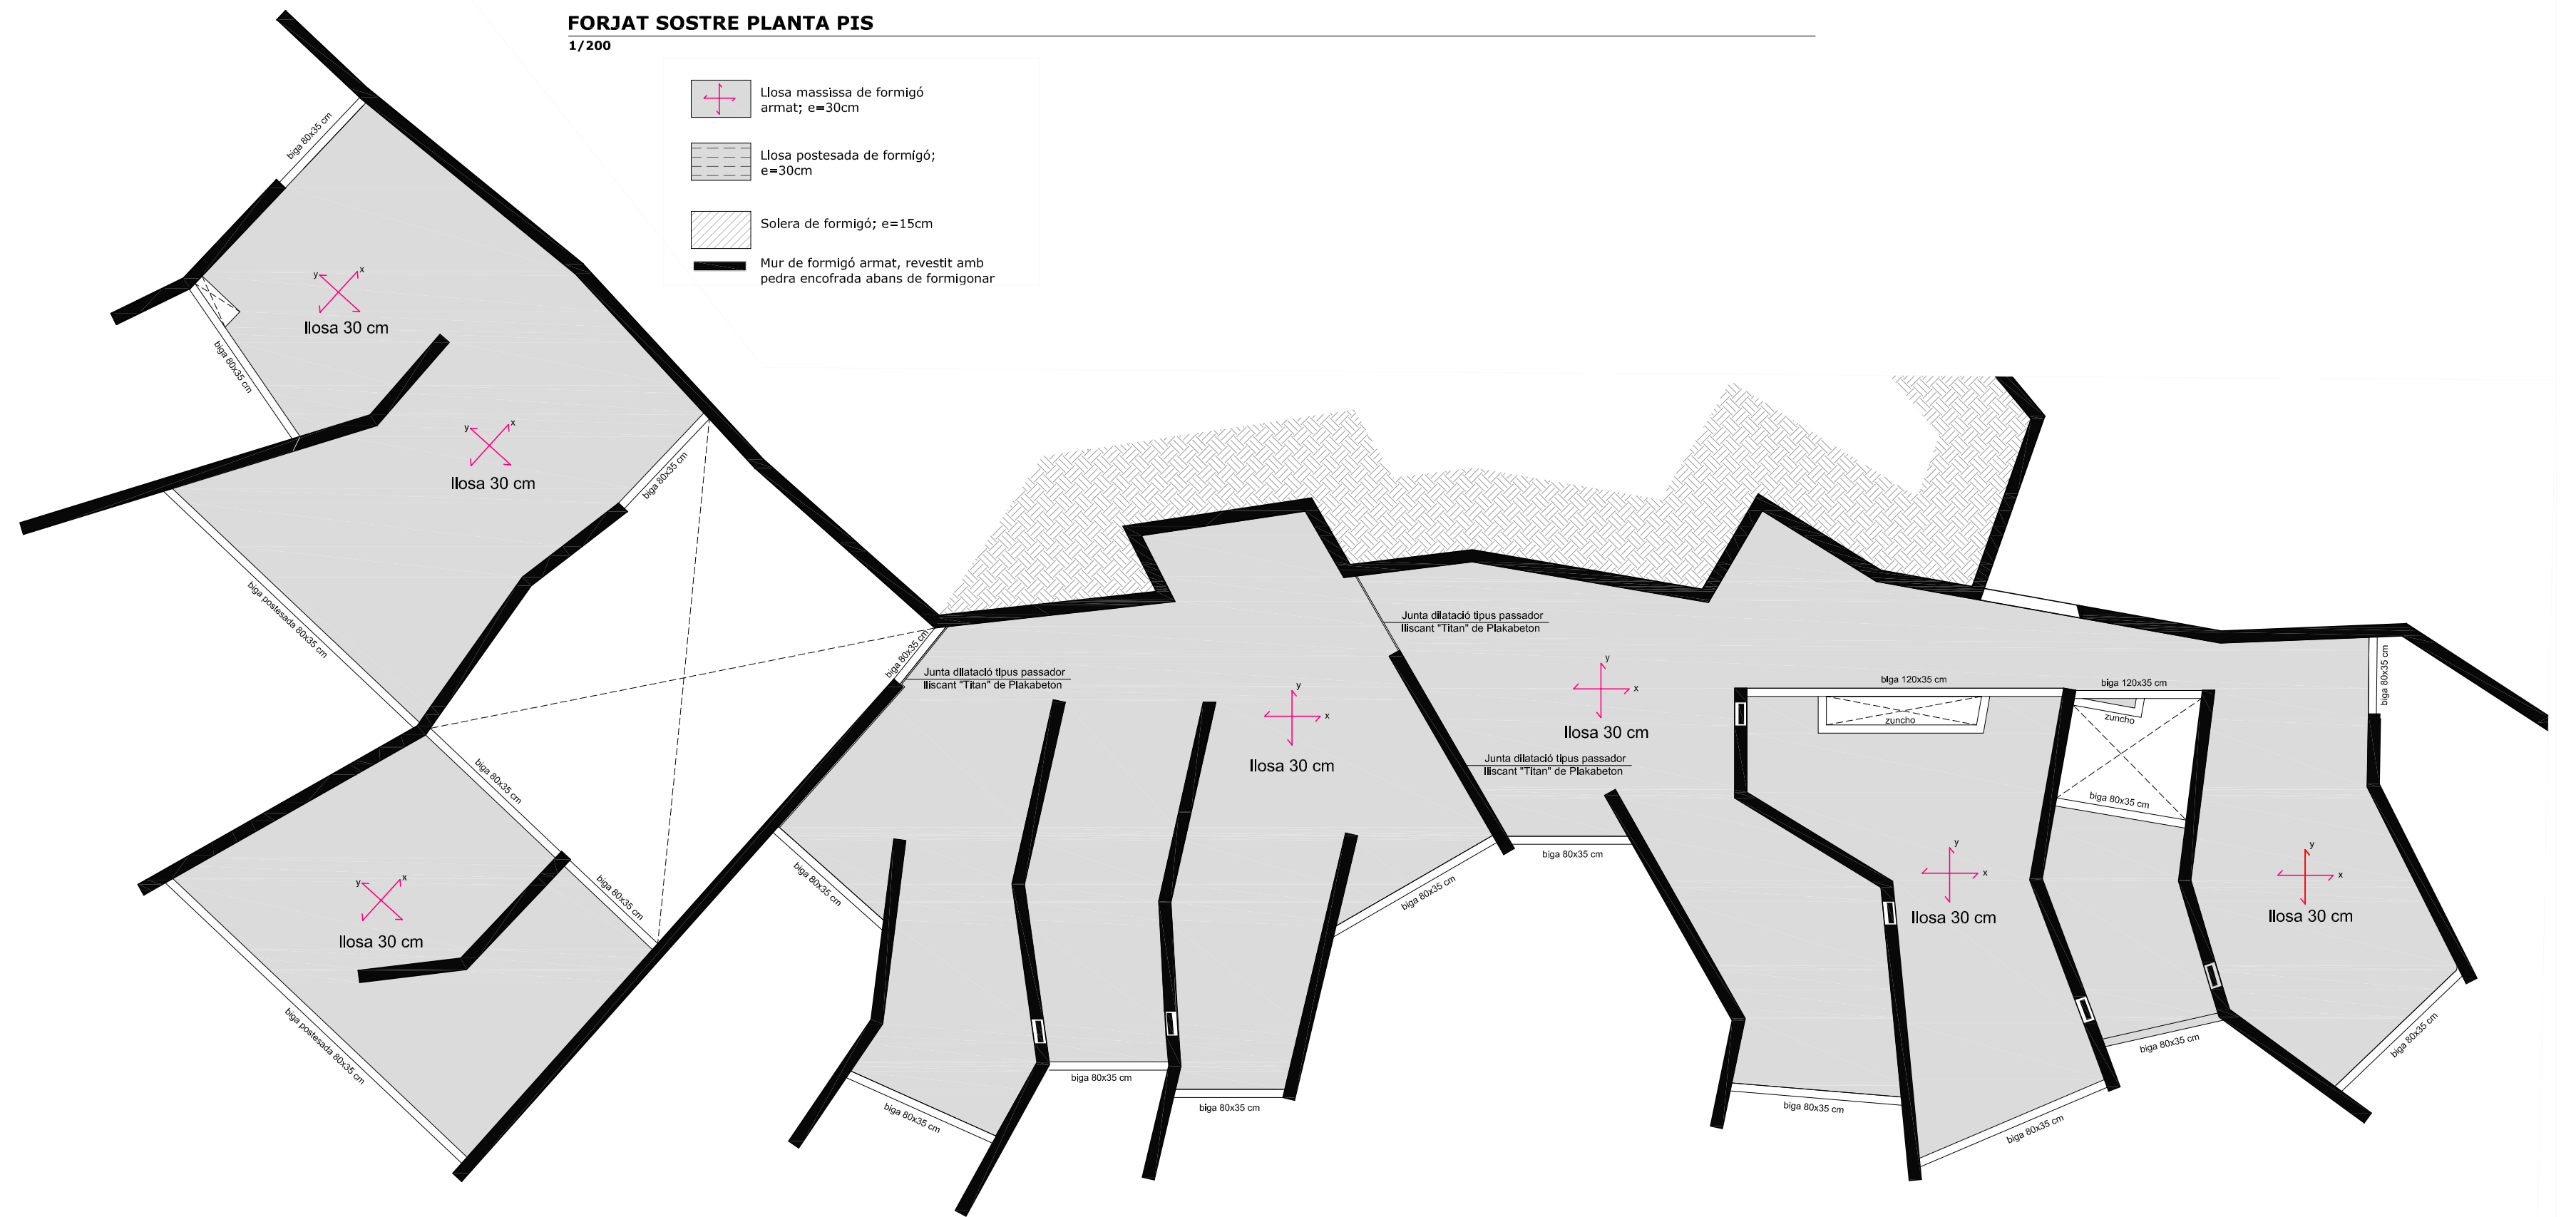 FORJAT SOSTRE PLANTA PIS
1/200
Llosa massissa de formigó
armat; e=30cm
Llosa postesada de formigó;
e=30cm
Solera de formigó; e=15cm
Mur de formigó armat, revestit amb
pedra encofrada abans de formigonar
biga 80x35 cm
y
x
llosa 30 cm
biga 80x35 cm
y
x
llosa 30 cm
biga 80x35 cm
biga postesada 80x35 cm
biga 80x35 cm
biga 80x35 cm
y
x
llosa 30 cm
biga postesada 80x35 cm
biga 80x35 cm
Junta dilatació tipus passador
lliscant "Titan" de Plakabeton
y
x
llosa 30 cm
biga 80x35 cm
biga 80x35 cm
biga 80x35 cm
biga 80x35 cm
biga 80x35 cm
Junta dilatació tipus passador
lliscant "Titan" de Plakabeton
y
x
llosa 30 cm
Junta dilatació tipus passador
lliscant "Titan" de Plakabeton
biga 80x35 cm
biga 120x35 cm
zuncho
biga 120x35 cm
zuncho
biga 80x35 cm
biga 80x35 cm
y
x
llosa 30 cm
y
x
llosa 30 cm
biga 80x35 cm
biga 80x35 cm
biga 80x35 cm
biga 80x35 cm